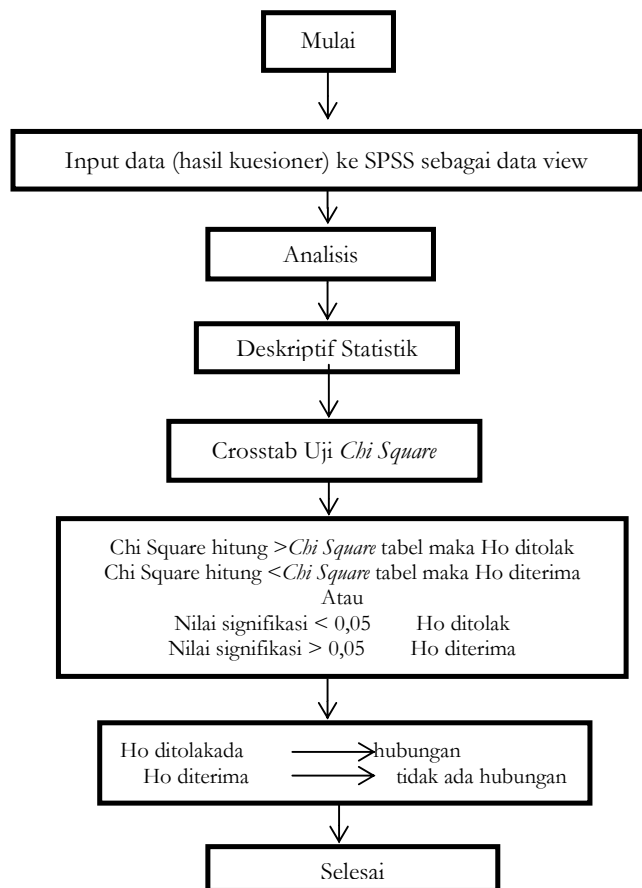 Mulai
Input data (hasil kuesioner) ke SPSS sebagai data view
Analisis
Deskriptif Statistik
Crosstab Uji Chi Square
Chi Square hitung >Chi Square tabel maka Ho ditolak
Chi Square hitung <Chi Square tabel maka Ho diterima
Atau
Nilai signifikasi < 0,05 Ho ditolak
Nilai signifikasi > 0,05 Ho diterima
Ho ditolakada hubungan
Ho diterima tidak ada hubungan
Selesai